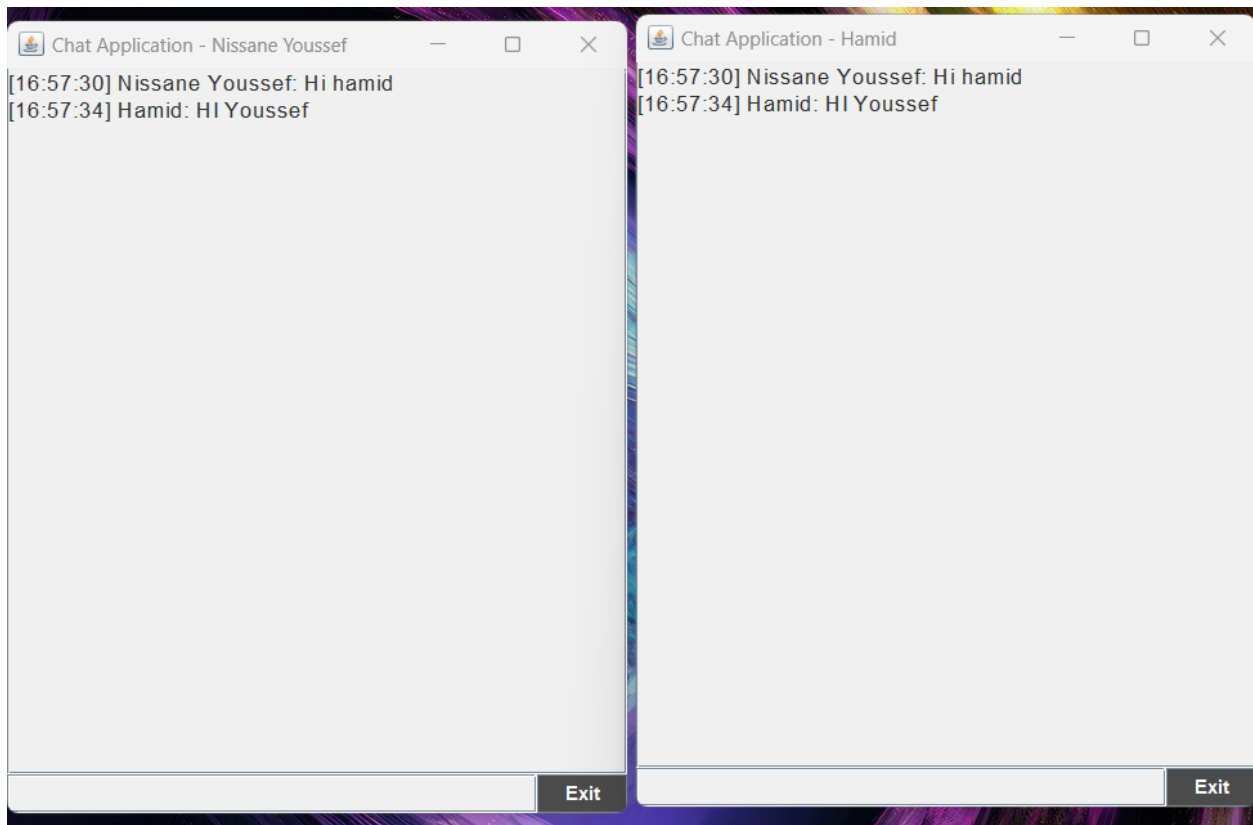 Chat Application - Nissane Youssef
[16:57:30] Nissane Youssef: Hi hamid
[16:57:34] Hamid: HI Youssef
Exit
Chat Application - Hamid
[16:57:30] Nissane Youssef: Hi hamid
[16:57:34] Hamid: HI Youssef
Exit